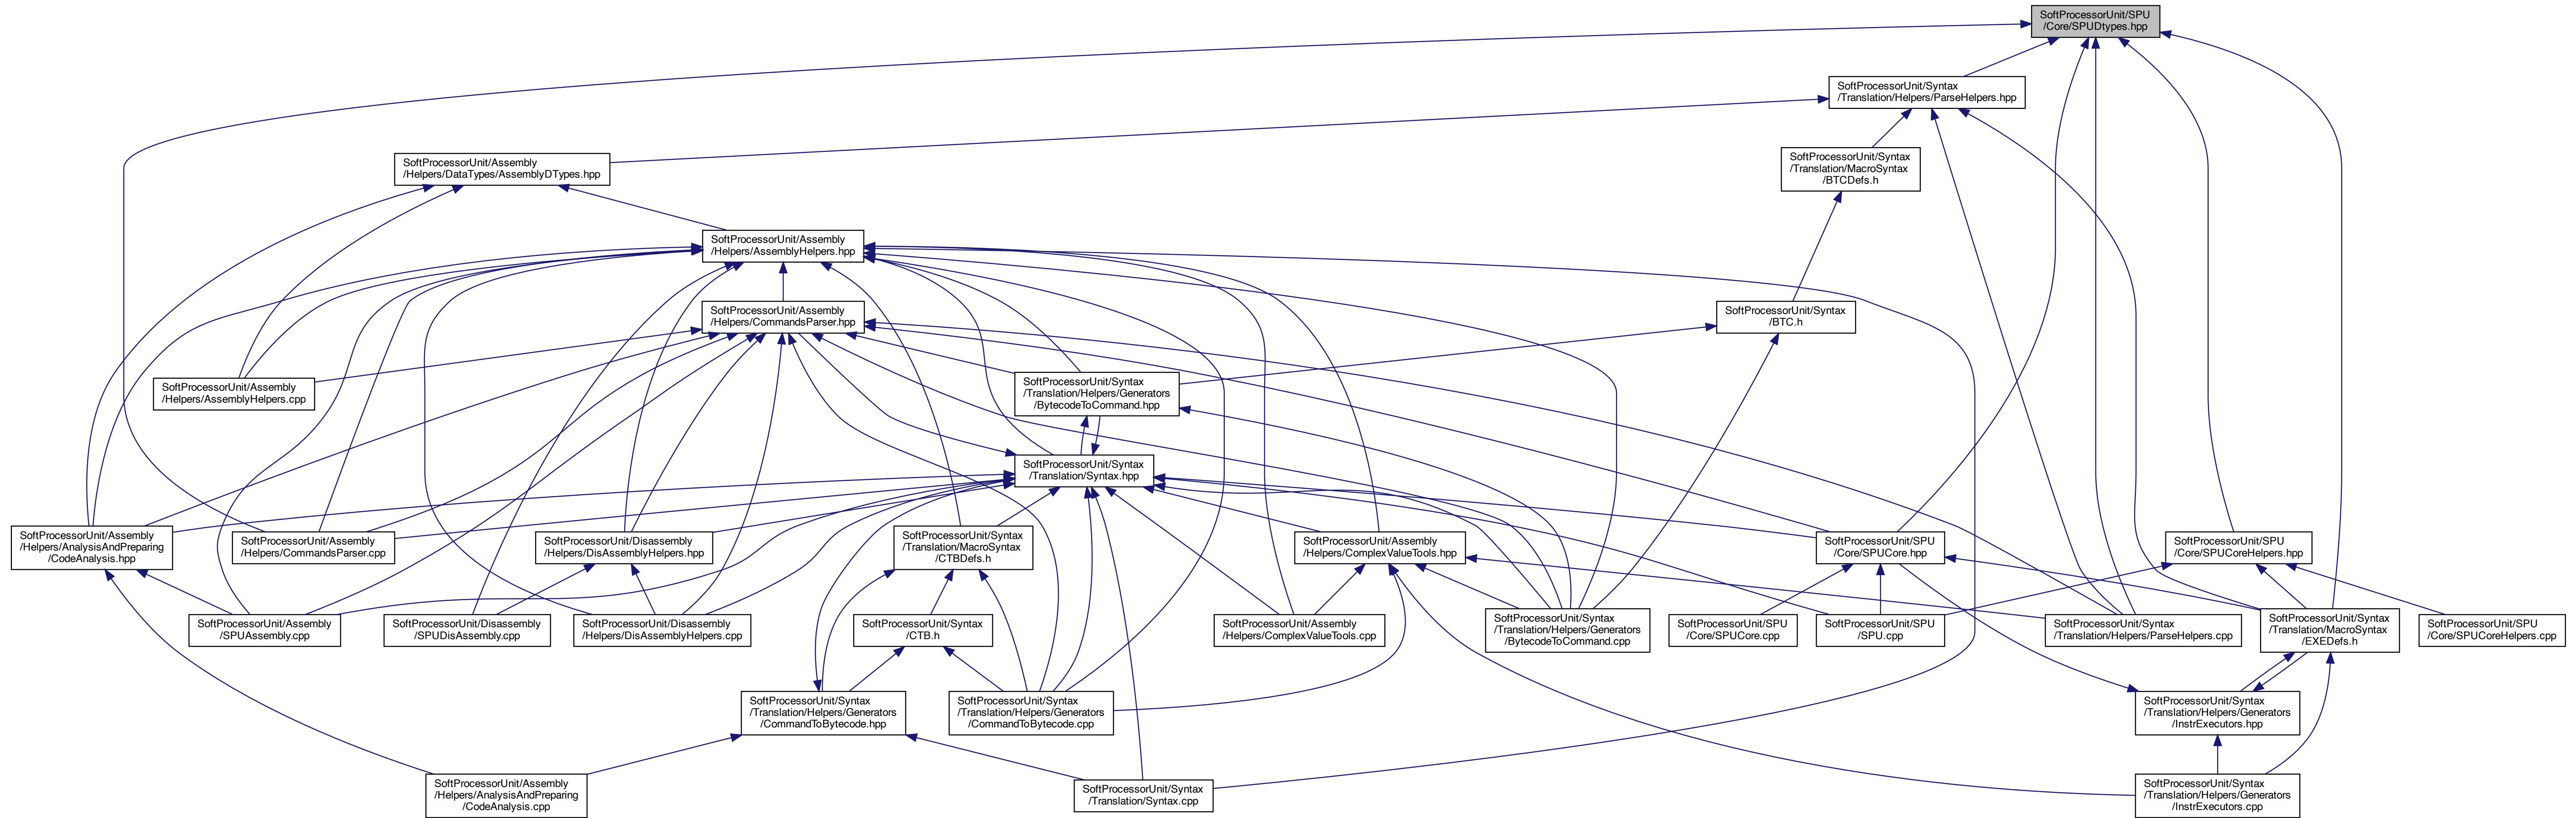 SoftProcessorUnit/SPU
/Core/SPUDtypes.hpp
SoftProcessorUnit/Syntax
/Translation/Helpers/ParseHelpers.hpp
SoftProcessorUnit/Assembly
/Helpers/DataTypes/AssemblyDTypes.hpp
SoftProcessorUnit/Syntax
/Translation/MacroSyntax
/BTCDefs.h
SoftProcessorUnit/Assembly
/Helpers/AssemblyHelpers.hpp
SoftProcessorUnit/Assembly
/Helpers/CommandsParser.hpp
SoftProcessorUnit/Syntax
/BTC.h
SoftProcessorUnit/Assembly
/Helpers/AssemblyHelpers.cpp
SoftProcessorUnit/Syntax
/Translation/Helpers/Generators
/BytecodeToCommand.hpp
SoftProcessorUnit/Syntax
/Translation/Syntax.hpp
SoftProcessorUnit/Assembly
/Helpers/AnalysisAndPreparing
/CodeAnalysis.hpp
SoftProcessorUnit/Assembly
/Helpers/CommandsParser.cpp
SoftProcessorUnit/Disassembly
/Helpers/DisAssemblyHelpers.hpp
SoftProcessorUnit/Syntax
/Translation/MacroSyntax
/CTBDefs.h
SoftProcessorUnit/Assembly
/Helpers/ComplexValueTools.hpp
SoftProcessorUnit/SPU
/Core/SPUCore.hpp
SoftProcessorUnit/SPU
/Core/SPUCoreHelpers.hpp
SoftProcessorUnit/Assembly
/SPUAssembly.cpp
SoftProcessorUnit/Disassembly
/SPUDisAssembly.cpp
SoftProcessorUnit/Disassembly
/Helpers/DisAssemblyHelpers.cpp
SoftProcessorUnit/Syntax
/CTB.h
SoftProcessorUnit/Assembly
/Helpers/ComplexValueTools.cpp
SoftProcessorUnit/Syntax
/Translation/Helpers/Generators
/BytecodeToCommand.cpp
SoftProcessorUnit/SPU
/Core/SPUCore.cpp
SoftProcessorUnit/SPU
/SPU.cpp
SoftProcessorUnit/Syntax
/Translation/Helpers/ParseHelpers.cpp
SoftProcessorUnit/Syntax
/Translation/MacroSyntax
/EXEDefs.h
SoftProcessorUnit/SPU
/Core/SPUCoreHelpers.cpp
SoftProcessorUnit/Syntax
/Translation/Helpers/Generators
/CommandToBytecode.hpp
SoftProcessorUnit/Syntax
/Translation/Helpers/Generators
/CommandToBytecode.cpp
SoftProcessorUnit/Syntax
/Translation/Helpers/Generators
/InstrExecutors.hpp
SoftProcessorUnit/Assembly
/Helpers/AnalysisAndPreparing
/CodeAnalysis.cpp
SoftProcessorUnit/Syntax
/Translation/Syntax.cpp
SoftProcessorUnit/Syntax
/Translation/Helpers/Generators
/InstrExecutors.cpp